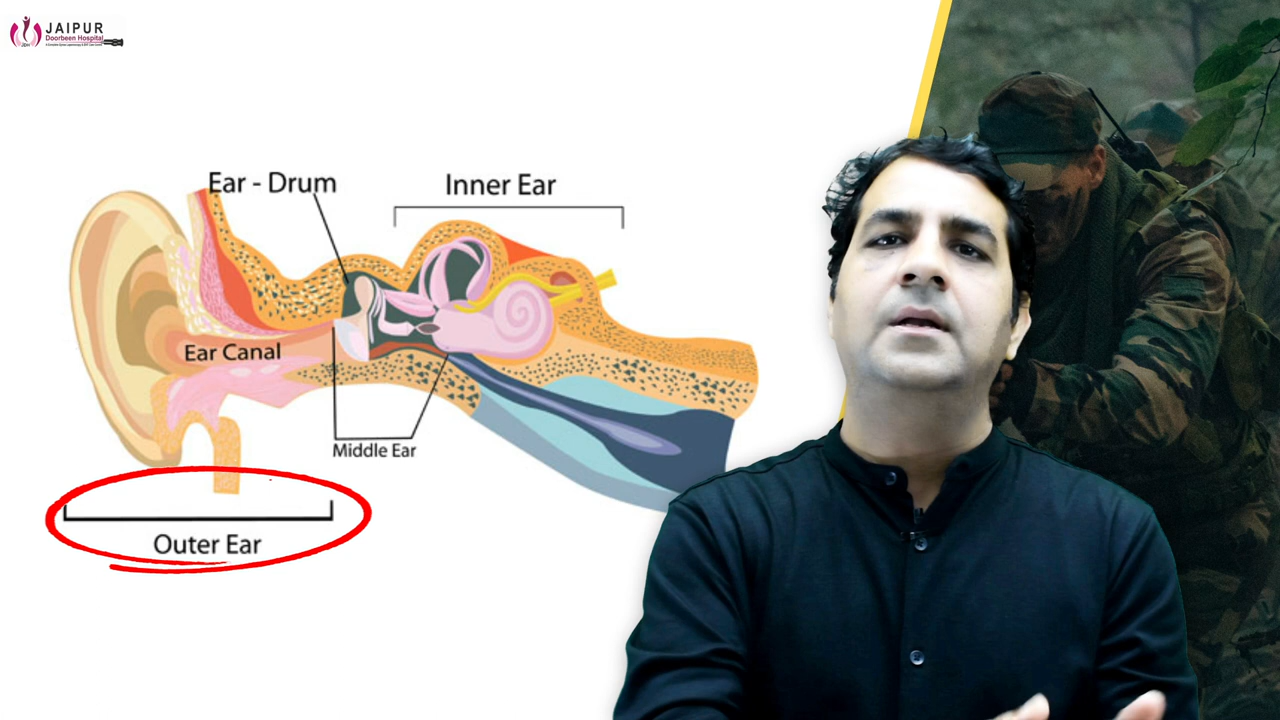 JAIPUR
Doorbeen Hospital
Ear - Drum
Inner Ear
Ear Canal
Middle Ear
Outer Ear